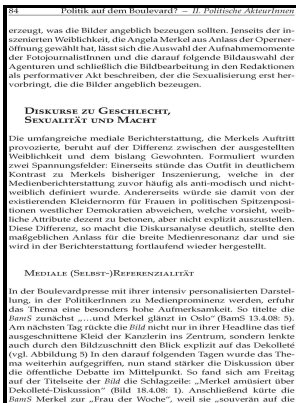 84 Politik auf dem Boulevard? – II. Politische AkteurInnen
erzeugt, was die Bilder angeblich bezeugen sollten. Jenseits der in-
szenierten Weiblichkeit, die Angela Merkel aus Anlass der Operner-
öffnung gewählt hat, lässt sich die Auswahl der Aufnahmemomente
der FotojournalistInnen und die darauf folgende Bildauswahl der
Agenturen und schließlich die Bildbearbeitung in den Redaktionen
als performativer Akt beschreiben, der die Sexualisierung erst her-
vorbringt, die die Bilder angeblich bezeugen.
Diskurse zu Geschlecht,
Sexualität und Macht
Die umfangreiche mediale Berichterstattung, die Merkels Auftritt
provozierte, beruht auf der Differenz zwischen der ausgestellten
Weiblichkeit und dem bislang Gewohnten. Formuliert wurden
zwei Spannungsfelder: Einerseits stünde das Outfit in deutlichem
Kontrast zu Merkels bisheriger Inszenierung, welche in der
Medienberichterstattung zuvor häufig als anti-modisch und nicht-
weiblich definiert wurde. Andererseits würde sie damit von der
existierenden Kleidernorm für Frauen in politischen Spitzenposi-
tionen westlicher Demokratien abweichen, welche vorsieht, weib-
liche Attribute dezent zu betonen, aber nicht explizit auszustellen.
Diese Differenz, so macht die Diskursanalyse deutlich, stellte den
maßgeblichen Anlass für die breite Medienresonanz dar und sie
wird in der Berichterstattung fortlaufend wieder hergestellt.
Mediale (Selbst-)Referenzialität
In der Boulevardpresse mit ihrer intensiv personalisierten Darstel-
lung, in der PolitikerInnen zu Medienprominenz werden, erfuhr
das Thema eine besonders hohe Aufmerksamkeit. So titelte die
BamS zunächst „…und Merkel glänzt in Oslo“ (BamS 13.4.08: 5).
Am nächsten Tag rückte die Bild nicht nur in ihrer Headline das tief
ausgeschnittene Kleid der Kanzlerin ins Zentrum, sondern lenkte
auch durch den Bildzuschnitt den Blick explizit auf das Dekolleté
(vgl. Abbildung 5) In den darauf folgenden Tagen wurde das The-
ma weiterhin aufgegriffen, nun stand stärker die Diskussion über
die öffentliche Debatte im Mittelpunkt. So fand sich am Freitag
auf der Titelseite der Bild die Schlagzeile: „Merkel amüsiert über
Dekolleté-Diskussion“ (Bild 18.4.08: 1). Anschließend kürte die
BamS Merkel zur „Frau der Woche“, weil sie „souverän auf die